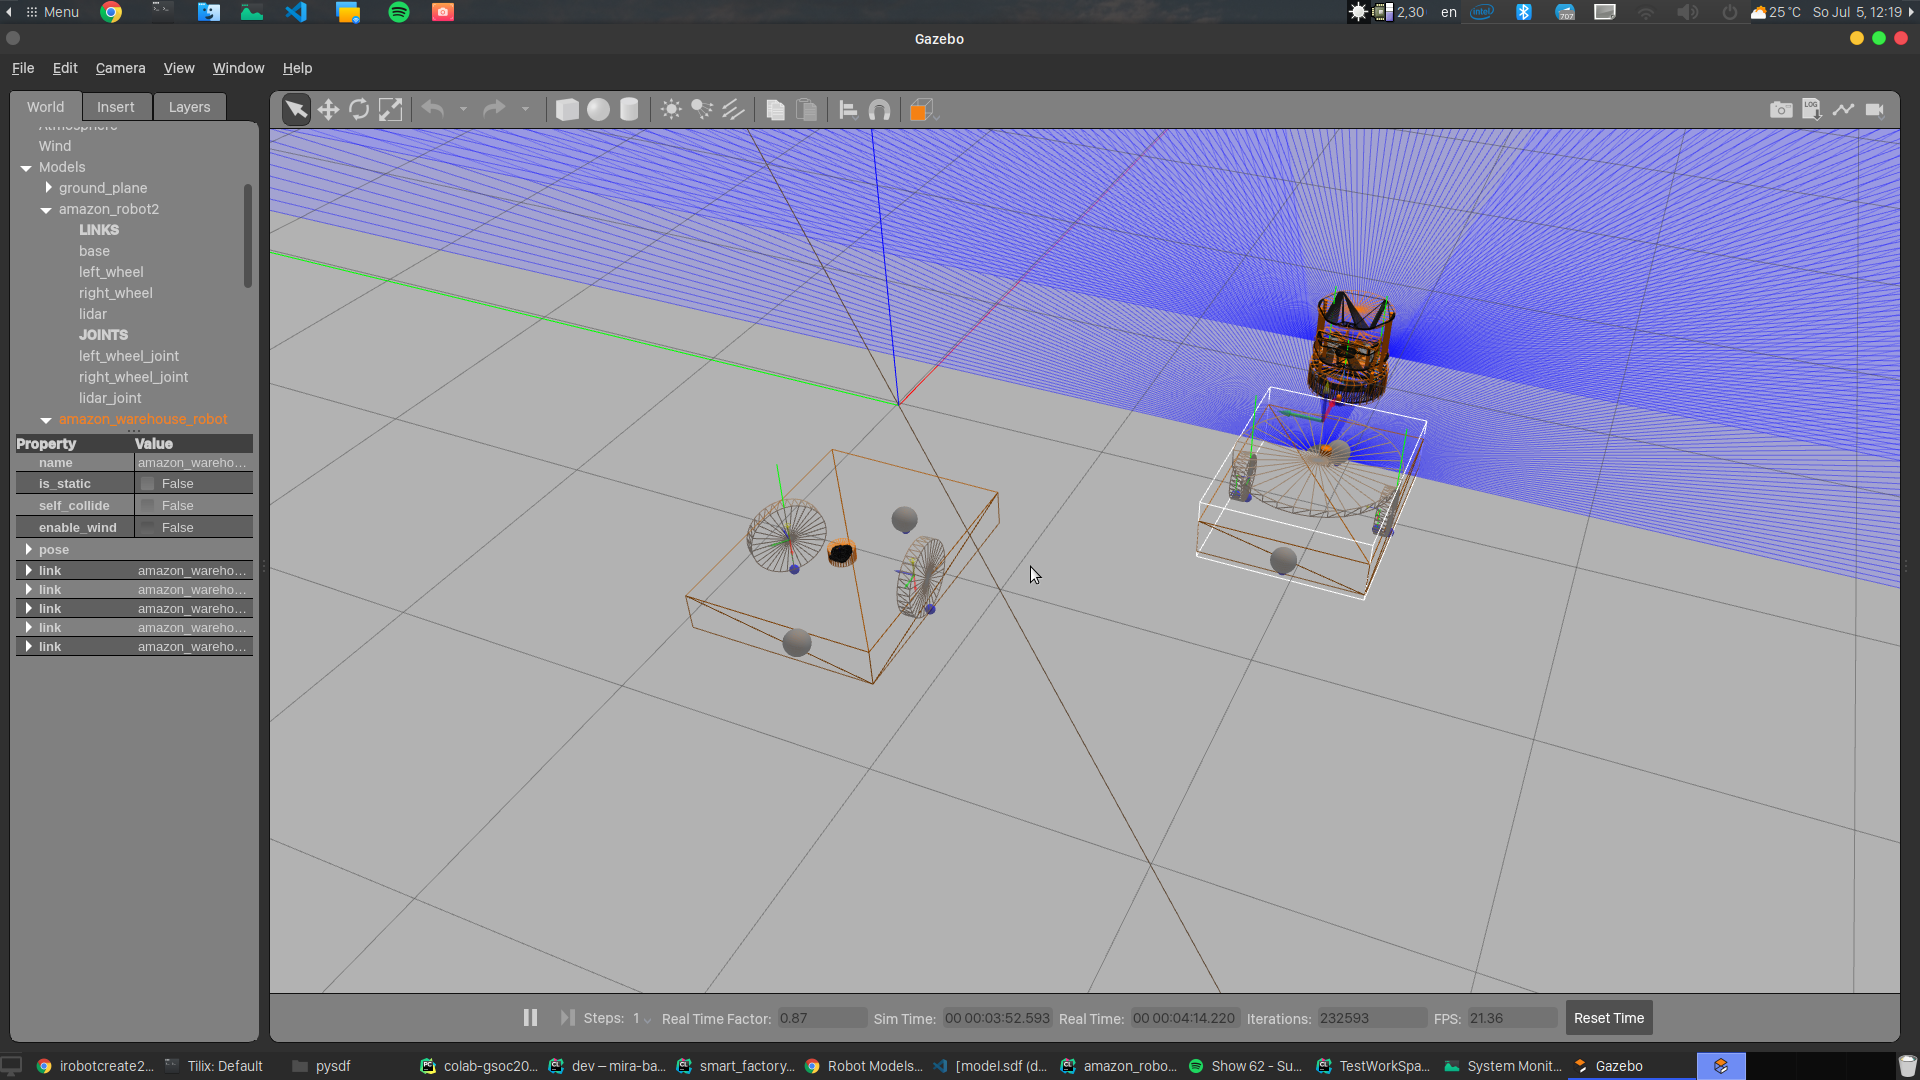 Menu
2,30
en
intel
707
25 °C
So Jul 5, 12:19
Gazebo
File Edit Camera View Window Help
World Insert Layers
LOG
Atmosphere
Wind
Models
ground_plane
amazon_robot2
LINKS
base
left_wheel
right_wheel
lidar
JOINTS
left_wheel_joint
right_wheel_joint
lidar_joint
amazon_warehouse_robot
Property Value
name amazon_wareho...
is_static False
self_collide False
enable_wind False
pose
link amazon_wareho...
link amazon_wareho...
link amazon_wareho...
link amazon_wareho...
link amazon_wareho...
Steps: 1 Real Time Factor: 0.87 Sim Time: 00 00:03:52.593 Real Time: 00 00:04:14.220 Iterations: 232593 FPS: 21.36 Reset Time
irobotcreate2... Tilix: Default pysdf colab-gsoc20... dev – mira-ba... smart_factory... Robot Models... [model.sdf (d... amazon_robo... Show 62 - Su... TestWorkSpa... System Monit... Gazebo